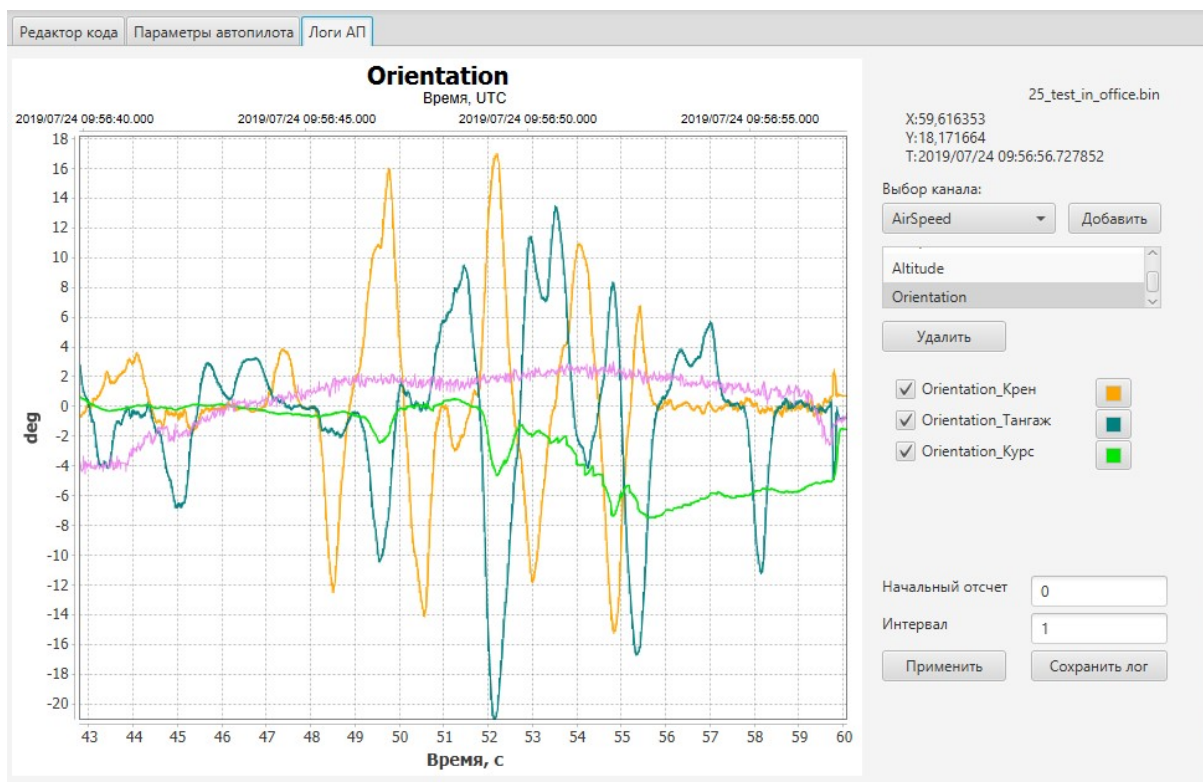 Редактор кода Параметры автопилота Логи АП
Orientation
Время, UTC
2019/07/24 09:56:40.000 2019/07/24 09:56:45.000 2019/07/24 09:56:50.000 2019/07/24 09:56:55.000
18
16
14
12
10
8
6
4
2
0
-2
-4
-6
-8
-10
-12
-14
-16
-18
-20
deg
43 44 45 46 47 48 49 50 51 52 53 54 55 56 57 58 59 60
Время, с
25_test_in_office.bin
X:59,616353
Y:18,171664
T:2019/07/24 09:56:56.727852
Выбор канала:
AirSpeed Добавить
Altitude
Orientation
Удалить
Orientation_Крен
Orientation_Тангаж
Orientation_Курс
Начальный отсчет 0
Интервал 1
Применить Сохранить лог